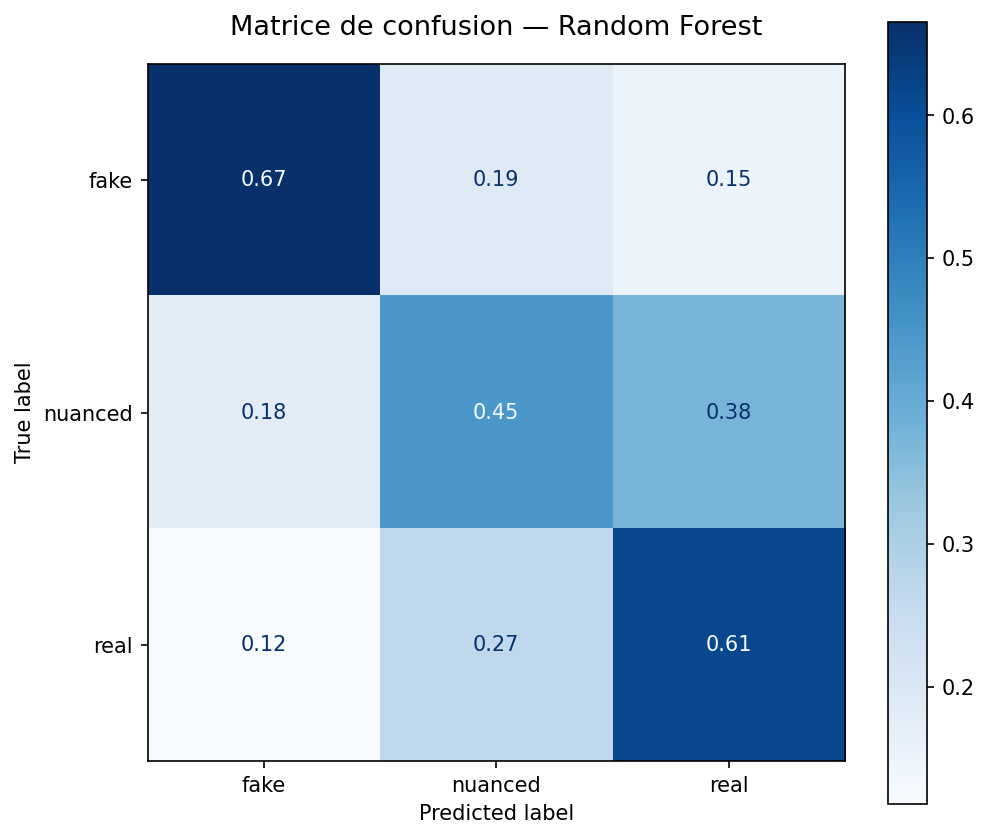 Matrice de confusion — Random Forest
True label
fake
0.67
0.19
0.15
nuanced
0.18
0.45
0.38
real
0.12
0.27
0.61
fake
nuanced
real
Predicted label
0.6
0.5
0.4
0.3
0.2